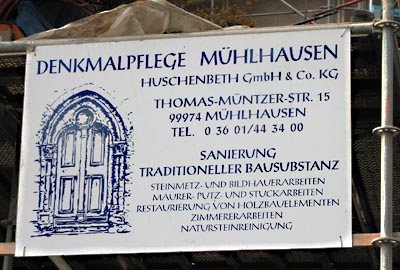 DENKMALPFLEGE MÜHLHAUSEN
HUSCHENBETH GMBH & CO. KG
THOMAS-MÜNTZER-STR. 15
99974 MÜHLHAUSEN
TEL. 0 36 01/44 34 00
SANIERUNG
TRADITIONELLER BAUSUBSTANZ
STEINMETZ- UND BILDHAUERARBEITEN
MAURER- PUTZ- UND STUCKARBEITEN
RESTAURIERUNG VON HOLZBAUELEMENTEN
ZIMMERERARBEITEN
NATURSTEINREINIGUNG